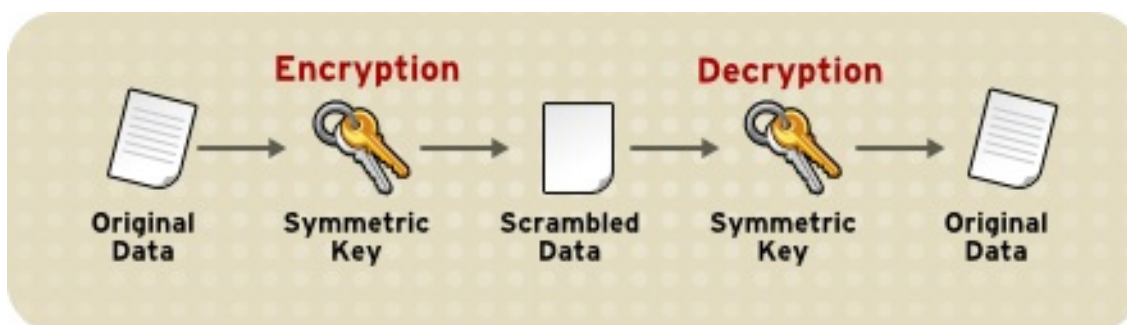 Encryption
Decryption
Original
Data
Symmetric
Key
Scrambled
Data
Symmetric
Key
Original
Data